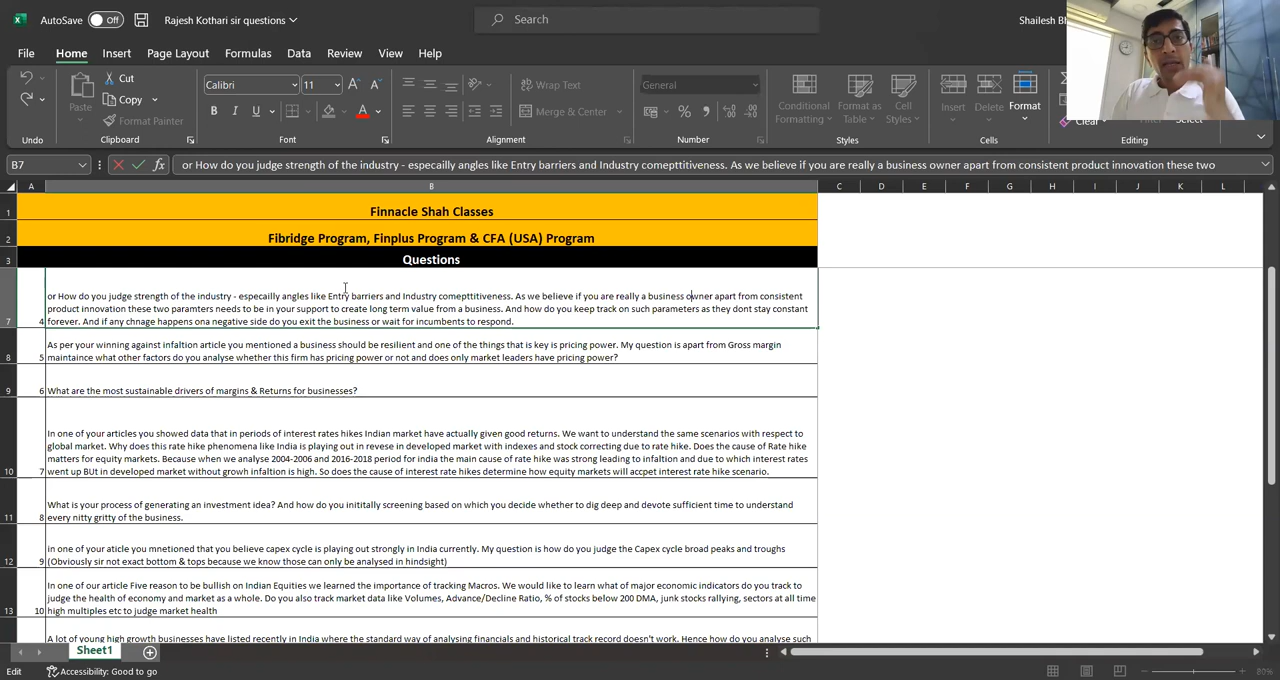 AutoSave Off Rajesh Kothari sir questions Search Shailesh Bh
File Home Insert Page Layout Formulas Data Review View Help
Paste Cut Copy Format Painter
Calibri 11
B I U A
Wrap Text
Merge & Center
General
Conditional Formatting
Format as Table
Cell Styles
Insert Delete Format
Clear Select
Undo Clipboard Font Alignment Number Styles Cells Editing
B7 fx or How do you judge strength of the industry - especailly angles like Entry barriers and Industry comepttitiveness. As we believe if you are really a business owner apart from consistent product innovation these two
A B C D E F G H I J K L
1 Finnacle Shah Classes
2 Fibridge Program, Finplus Program & CFA (USA) Program
3 Questions
or How do you judge strength of the industry - especailly angles like Entry barriers and Industry comepttitiveness. As we believe if you are really a business owner apart from consistent
product innovation these two paramters needs to be in your support to create long term value from a business. And how do you keep track on such parameters as they dont stay constant
7 4 forever. And if any chnage happens ona negative side do you exit the business or wait for incumbents to respond.
As per your winning against infaltion article you mentioned a business should be resilient and one of the things that is key is pricing power. My question is apart from Gross margin
8 5 maintaince what other factors do you analyse whether this firm has pricing power or not and does only market leaders have pricing power?
9 6 What are the most sustainable drivers of margins & Returns for businesses?
In one of your articles you showed data that in periods of interest rates hikes Indian market have actually given good returns. We want to understand the same scenarios with respect to
global market. Why does this rate hike phenomena like India is playing out in revese in developed market with indexes and stock correcting due to rate hike. Does the cause of Rate hike
matters for equity markets. Because when we analyse 2004-2006 and 2016-2018 period for india the main cause of rate hike was strong leading to infaltion and due to which interest rates
10 7 went up BUt in developed market without growh infaltion is high. So does the cause of interest rate hikes determine how equity markets will accpet interest rate hike scenario.
What is your process of generating an investment idea? And how do you inititally screening based on which you decide whether to dig deep and devote sufficient time to understand
11 8 every nitty gritty of the business.
in one of your aticle you mnetioned that you believe capex cycle is playing out strongly in India currently. My question is how do you judge the Capex cycle broad peaks and troughs
12 9 (Obviously sir not exact bottom & tops because we know those can only be analysed in hindsight)
In one of our article Five reason to be bullish on Indian Equities we learned the importance of tracking Macros. We would like to learn what of major economic indicators do you track to
judge the health of economy and market as a whole. Do you also track market data like Volumes, Advance/Decline Ratio, % of stocks below 200 DMA, junk stocks rallying, sectors at all time
13 10 high multiples etc to judge market health
A lot of young high growth businesses have listed recently in India where the standard way of analysing financials and historical track record doesn't work. Hence how do you analyse such
Sheet1
Edit Accessibility: Good to go 80%